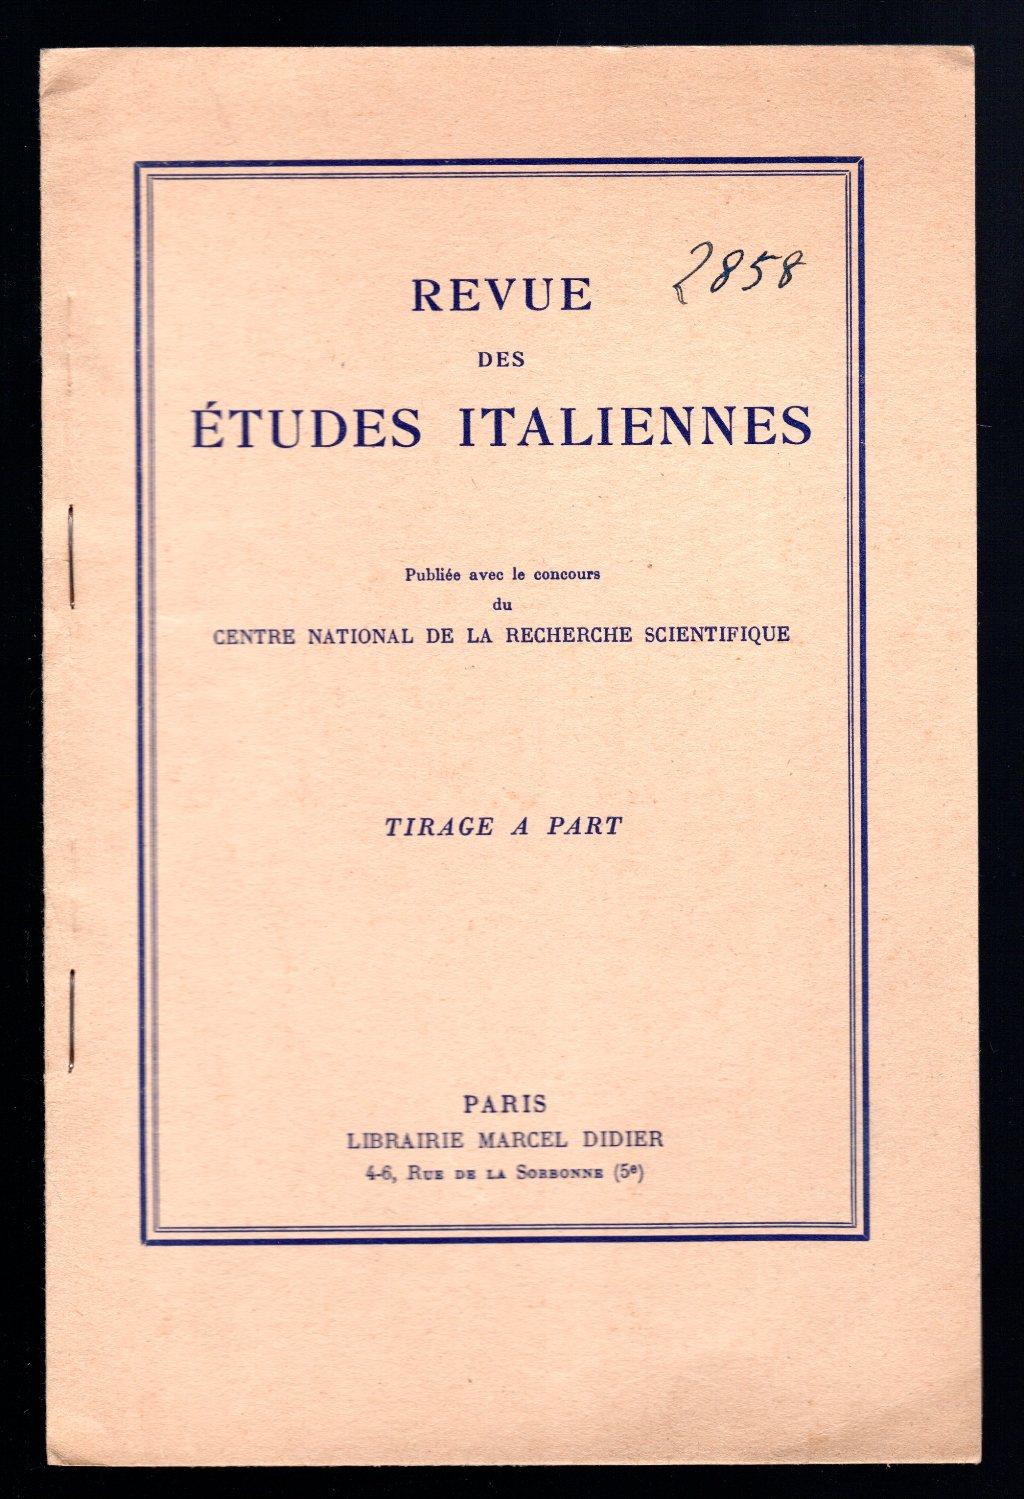 REVUE
2858
DES
ÉTUDES ITALIENNES
Publiée avec le concours
du
CENTRE NATIONAL DE LA RECHERCHE SCIENTIFIQUE
TIRAGE A PART
PARIS
LIBRAIRIE MARCEL DIDIER
4-6, RUE DE LA SORBONNE (5e)